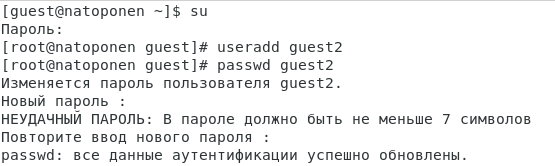 [guest@natoponen ~]$ su
Пароль:
[root@natoponen guest]# useradd guest2
[root@natoponen guest]# passwd guest2
Изменяется пароль пользователя guest2.
Новый пароль :
НЕУДАЧНЫЙ ПАРОЛЬ: В пароле должно быть не меньше 7 символов
Повторите ввод нового пароля :
passwd: все данные аутентификации успешно обновлены.